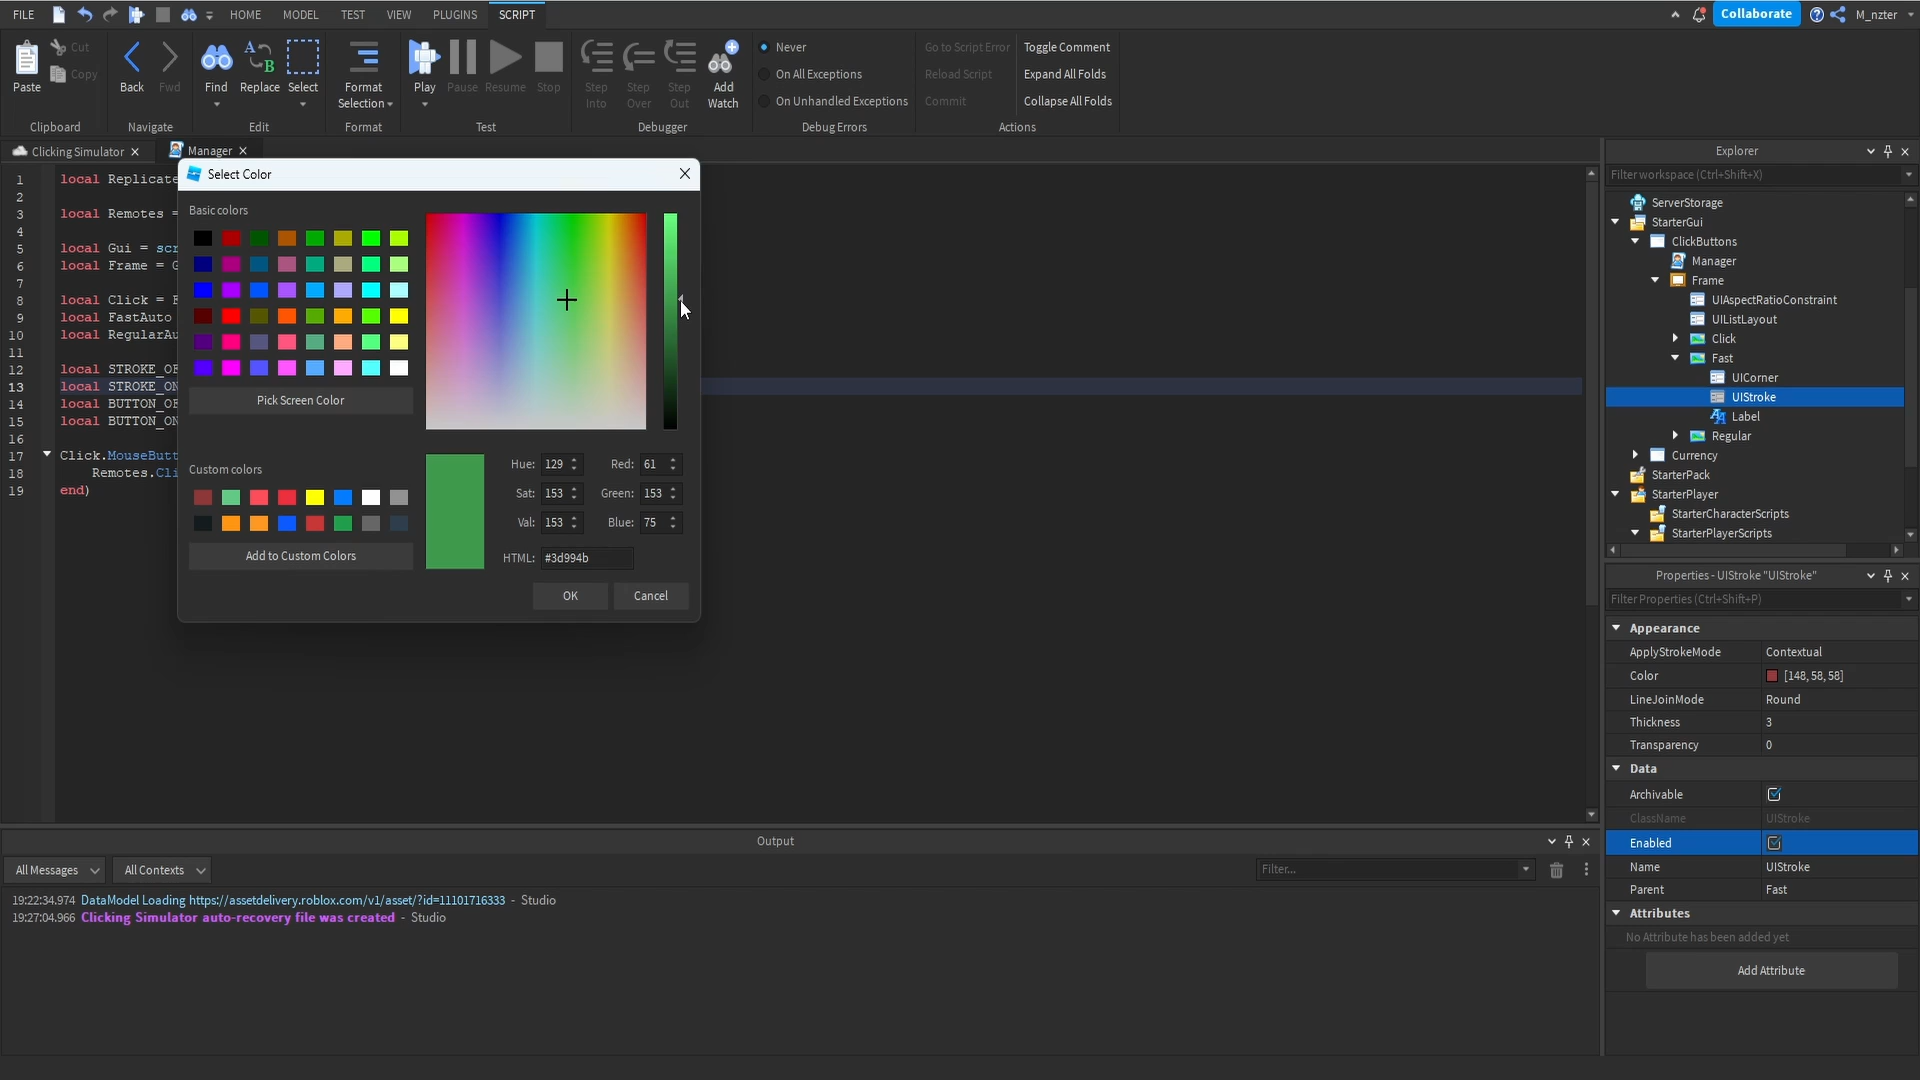 FILE HOME MODEL TEST VIEW PLUGINS SCRIPT Collaborate M_nzter
Cut
Copy
Paste
Back Fwd
Find Replace Select
Format
Selection
Play Pause Resume Stop
Step
Into
Step
Over
Step
Out
Add
Watch
Never
On All Exceptions
On Unhandled Exceptions
Go to Script Error
Reload Script
Commit
Toggle Comment
Expand All Folds
Collapse All Folds
Clipboard Navigate Edit Format Test Debugger Debug Errors Actions
Clicking Simulator Manager
1 local Replicate
2
3 local Remotes =
4
5 local Gui = scr
6 local Frame = G
7
8 local Click =
9 local FastAuto
10 local RegularAu
11
12 local STROKE_OF
13 local STROKE_ON
14 local BUTTON_OF
15 local BUTTON_ON
16
17 Click.MouseButt
18 Remotes.Cli
19 end)
Select Color
Basic colors
Pick Screen Color
Custom colors
Add to Custom Colors
Hue: 129 Red: 61
Sat: 153 Green: 153
Val: 153 Blue: 75
HTML: #3d994b
OK Cancel
Explorer
Filter workspace (Ctrl+Shift+X)
ServerStorage
StarterGui
ClickButtons
Manager
Frame
UIAspectRatioConstraint
UIListLayout
Click
Fast
UICorner
UIStroke
Label
Regular
Currency
StarterPack
StarterPlayer
StarterCharacterScripts
StarterPlayerScripts
Properties - UIStroke "UIStroke"
Filter Properties (Ctrl+Shift+P)
Appearance
ApplyStrokeMode Contextual
Color [148, 58, 58]
LineJoinMode Round
Thickness 3
Transparency 0
Data
Archivable
ClassName UIStroke
Enabled
Name UIStroke
Parent Fast
Attributes
No Attribute has been added yet
Add Attribute
Output
All Messages All Contexts Filter...
19:22:34.974 DataModel Loading https://assetdelivery.roblox.com/v1/asset/?id=11101716333 - Studio
19:27:04.966 Clicking Simulator auto-recovery file was created - Studio